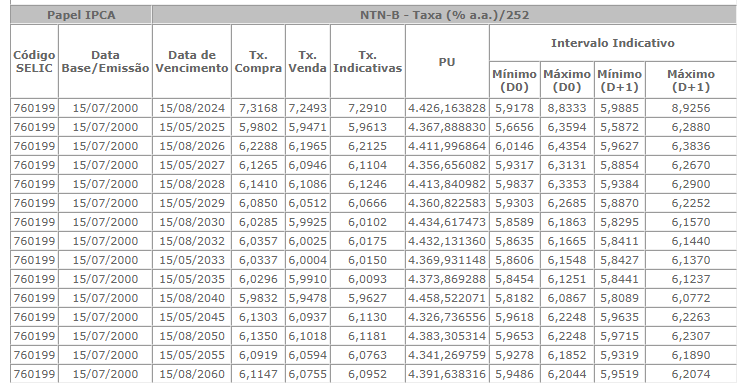 Papel IPCA NTN-B - Taxa (% a.a.)/252
Código SELIC Data Base/Emissão Data de Vencimento Tx. Compra Tx. Venda Tx. Indicativas PU Intervalo Indicativo
Mínimo (D0) Máximo (D0) Mínimo (D+1) Máximo (D+1)
760199 15/07/2000 15/08/2024 7,3168 7,2493 7,2910 4.426,163828 5,9178 8,8333 5,9885 8,9256
760199 15/07/2000 15/05/2025 5,9802 5,9471 5,9613 4.367,888830 5,6656 6,3594 5,5872 6,2880
760199 15/07/2000 15/08/2026 6,2288 6,1965 6,2125 4.411,996864 6,0146 6,4354 5,9627 6,3836
760199 15/07/2000 15/05/2027 6,1265 6,0946 6,1104 4.356,656082 5,9317 6,3131 5,8854 6,2670
760199 15/07/2000 15/08/2028 6,1410 6,1086 6,1246 4.413,840982 5,9837 6,3353 5,9384 6,2900
760199 15/07/2000 15/05/2029 6,0850 6,0512 6,0666 4.360,822583 5,9303 6,2685 5,8870 6,2252
760199 15/07/2000 15/08/2030 6,0285 5,9925 6,0102 4.434,617473 5,8589 6,1863 5,8295 6,1570
760199 15/07/2000 15/08/2032 6,0357 6,0025 6,0175 4.432,131360 5,8635 6,1665 5,8411 6,1440
760199 15/07/2000 15/05/2033 6,0337 6,0004 6,0150 4.369,931148 5,8606 6,1548 5,8427 6,1370
760199 15/07/2000 15/05/2035 6,0296 5,9910 6,0093 4.373,869288 5,8454 6,1251 5,8441 6,1237
760199 15/07/2000 15/08/2040 5,9832 5,9478 5,9627 4.458,522071 5,8182 6,0867 5,8089 6,0772
760199 15/07/2000 15/05/2045 6,1303 6,0937 6,1130 4.326,736556 5,9618 6,2248 5,9635 6,2263
760199 15/07/2000 15/08/2050 6,1350 6,1018 6,1181 4.383,305314 5,9653 6,2248 5,9715 6,2307
760199 15/07/2000 15/05/2055 6,0919 6,0594 6,0763 4.341,269759 5,9278 6,1852 5,9319 6,1890
760199 15/07/2000 15/08/2060 6,1147 6,0755 6,0952 4.391,638316 5,9486 6,2044 5,9519 6,2074